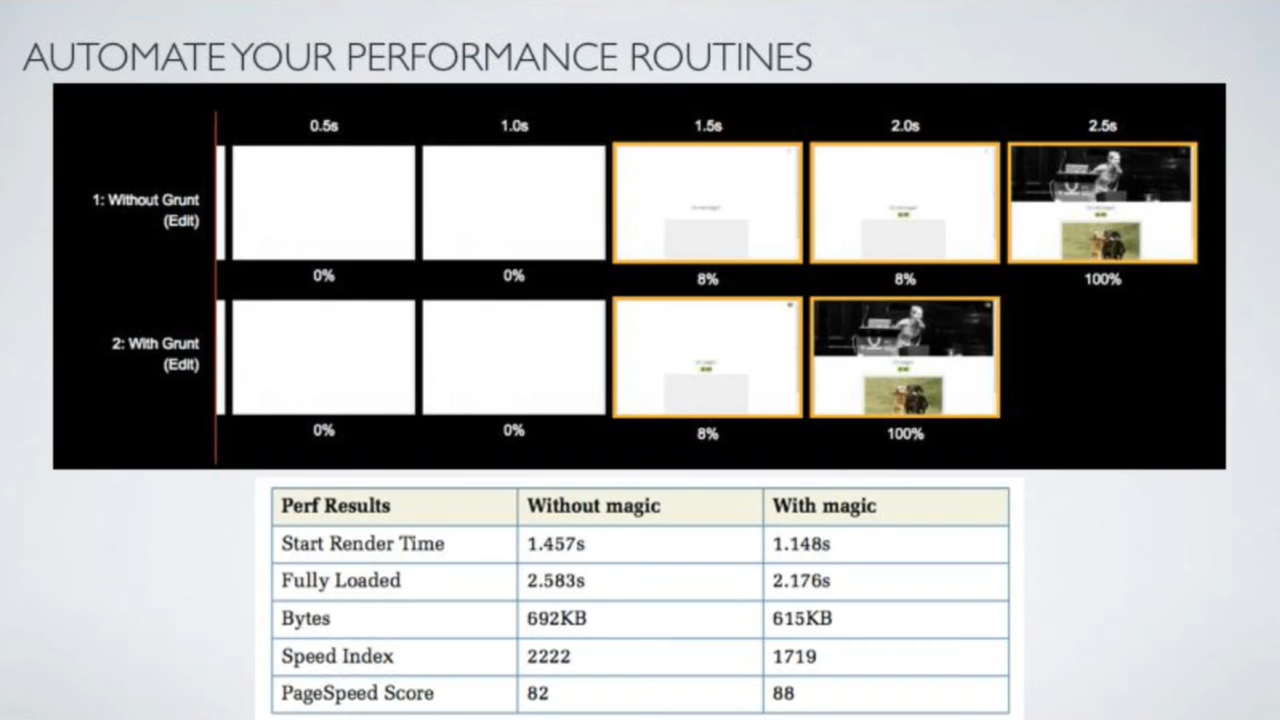 AUTOMATE YOUR PERFORMANCE ROUTINES
0.5s 1.0s 1.5s 2.0s 2.5s
1: Without Grunt
(Edit)
0% 0% 8% 8% 100%
2: With Grunt
(Edit)
0% 0% 8% 100%
Perf Results Without magic With magic
Start Render Time 1.457s 1.148s
Fully Loaded 2.583s 2.176s
Bytes 692KB 615KB
Speed Index 2222 1719
PageSpeed Score 82 88